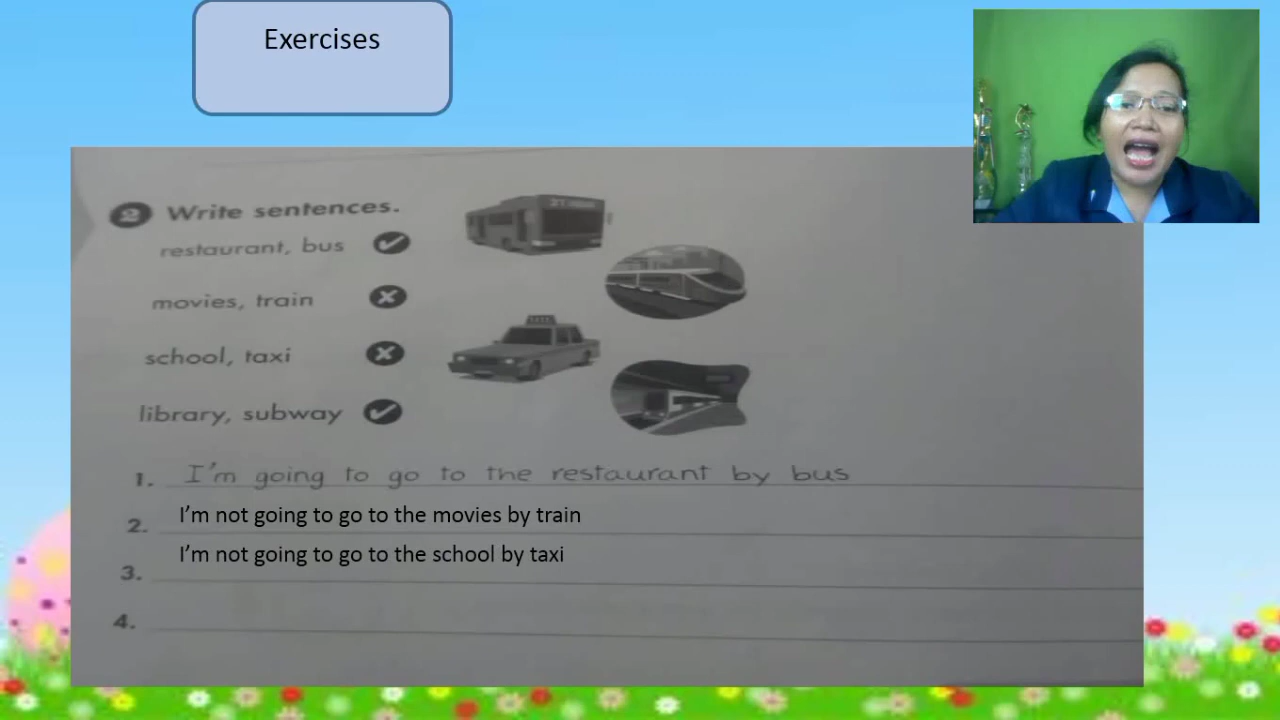 Exercises
2 Write sentences.
restaurant, bus
movies, train
school, taxi
TAXI
library, subway
1. I'm going to go to the restaurant by bus
2. I'm not going to go to the movies by train
3. I'm not going to go to the school by taxi
4.